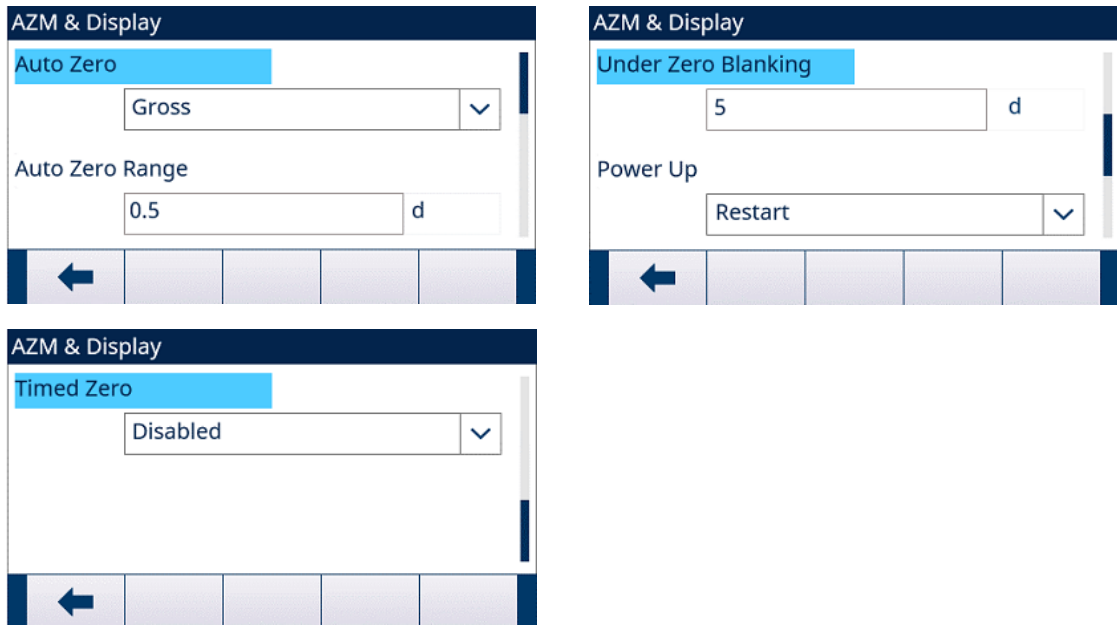 AZM & Display
Auto Zero
Gross
Auto Zero Range
0.5 d
AZM & Display
Under Zero Blanking
5 d
Power Up
Restart
AZM & Display
Timed Zero
Disabled